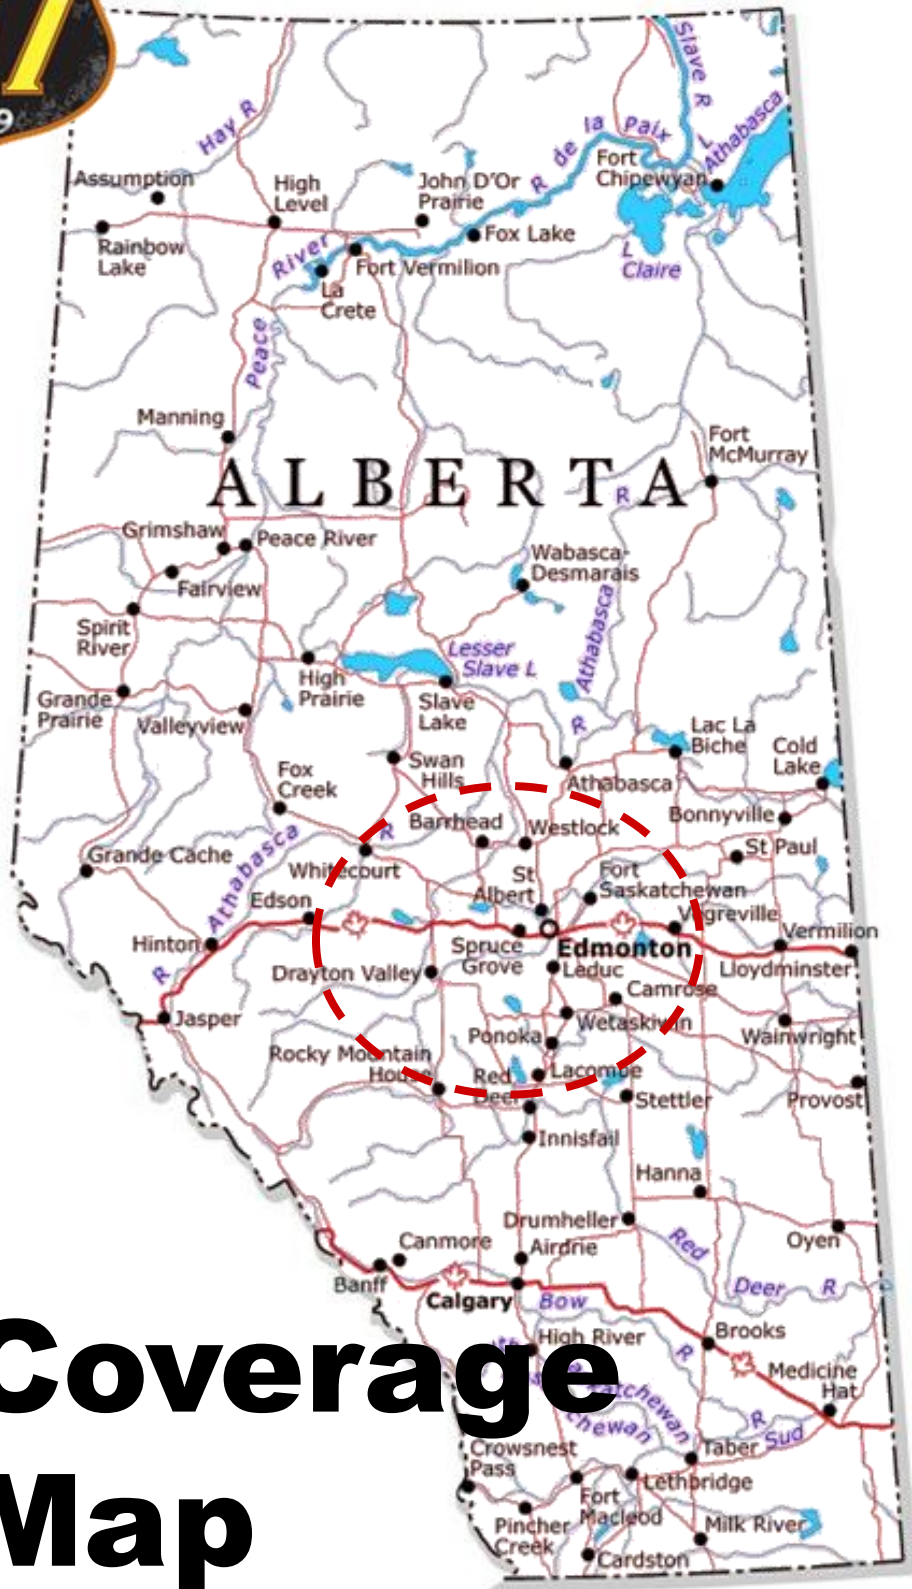 7
9
Slave R
Hay R
R de la Paix
L Athabasca
Fort
Chipewyan
Assumption
High
Level
John D'Or
Prairie
Rainbow
Lake
Fox Lake
River
Fort Vermilion
L
Claire
La
Crete
Peace
Manning
Fort
McMurray
ALBERTA
R
Grimshaw
Peace River
Wabasca-
Desmarais
Fairview
Athabasca
Spirit
River
Lesser
Slave L
High
Prairie
Grande
Prairie
Slave
Lake
Valleyview
R
Lac La
Biche
Cold
Lake
Swan
Hills
Fox
Creek
Athabasca
Bonnyville
Barrhead
Westlock
R
Athabasca
St Paul
Grande Cache
Whitecourt
St
Albert
Fort
Saskatchewan
Edson
Vegreville
Vermilion
Hinton
Spruce
Grove
Edmonton
Lloydminster
R
Drayton Valley
Leduc
Camrose
Jasper
Wetaskiwin
Ponoka
Wainwright
Rocky Mountain
House
Red
Deer
Lacombe
Stettler
Provost
Innisfail
Hanna
Drumheller
Oyen
Canmore
Airdrie
Red
Deer R
Banff
Calgary
Bow
Brooks
High River
R
Coverage
Medicine
Hat
katchewan
chewan
R
Sud
Crowsnest
Pass
Taber
Lethbridge
Map
Fort
Macleod
Pincher
Creek
Milk River
Cardston